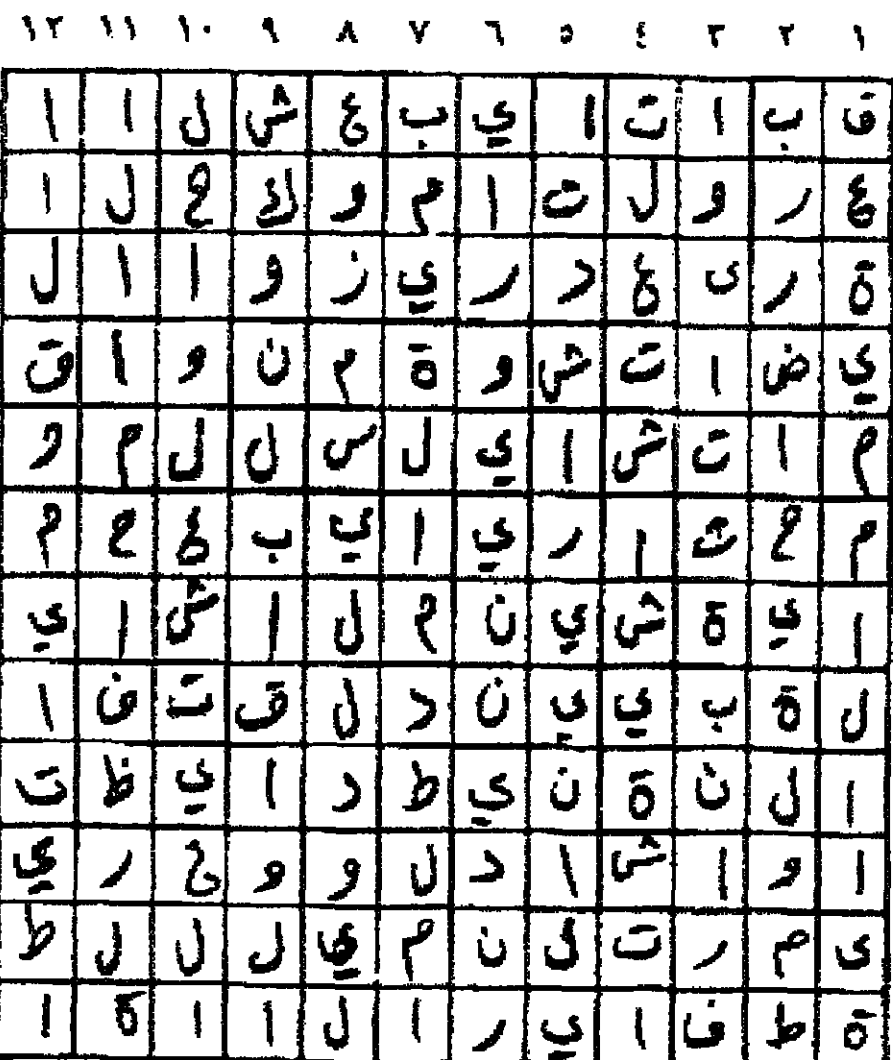 ١ ٢ ٣ ٤ ٥ ٦ ٧ ٨ ٩ ١٠ ١١ ١٢
ف ب ا ت ا ي ب ع ش ل ا ا
ع ر و ل ت ا م و ك ح ل ا
ة ر ى ع د ر ي ز و ا ا ل
ي ض ا ت ش و ة م ن و ا ق
م ا ت ش ا ي ل س ل ل م و
م ح ث ا ر ي ا ي ب ع ح م
ا ي ة ش ي ن م ل ا ش ا ي
ل ة ب ي ي ن د ل ق ت ف ا
ا ل ن ة ن ي ط د ا ي ظ ت
ا و ا ش ا د ل و و ح ر ي
ى م ر ت ل ن م ي ل ل ل ط
ة ط ف ا ي ر ا ل ا ا ة ا